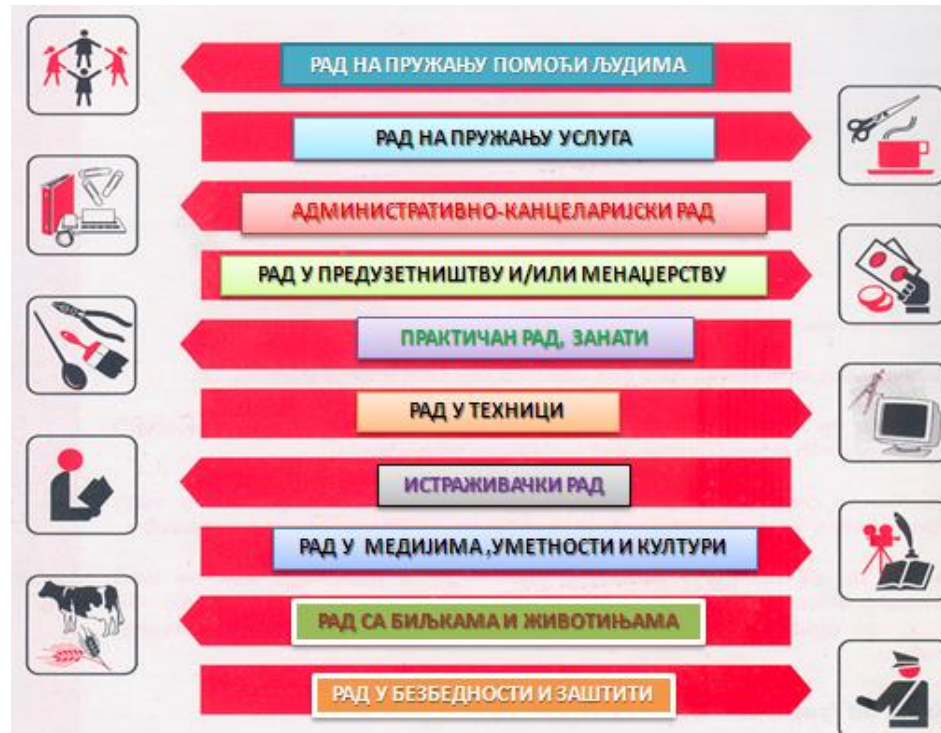 РАД НА ПРУЖАЊУ ПОМОЋИ ЉУДИМА
РАД НА ПРУЖАЊУ УСЛУГА
АДМИНИСТРАТИВНО-КАНЦЕЛАРИЈСКИ РАД
РАД У ПРЕДУЗЕТНИШТВУ И/ИЛИ МЕНАЏЕРСТВУ
ПРАКТИЧАН РАД, ЗАНАТИ
РАД У ТЕХНИЦИ
ИСТРАЖИВАЧКИ РАД
РАД У МЕДИЈИМА ,УМЕТНОСТИ И КУЛТУРИ
РАД СА БИЉКАМА И ЖИВОТИЊАМА
РАД У БЕЗБЕДНОСТИ И ЗАШТИТИ